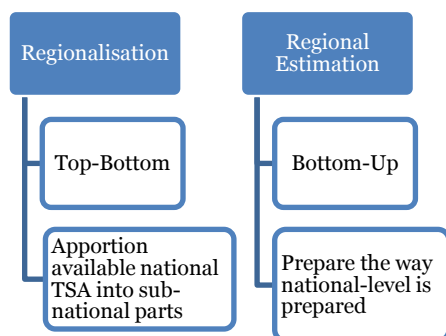 Regionalisation
Top-Bottom
Apportion
available national
TSA into sub-
national parts
Regional
Estimation
Bottom-Up
Prepare the way
national-level is
prepared